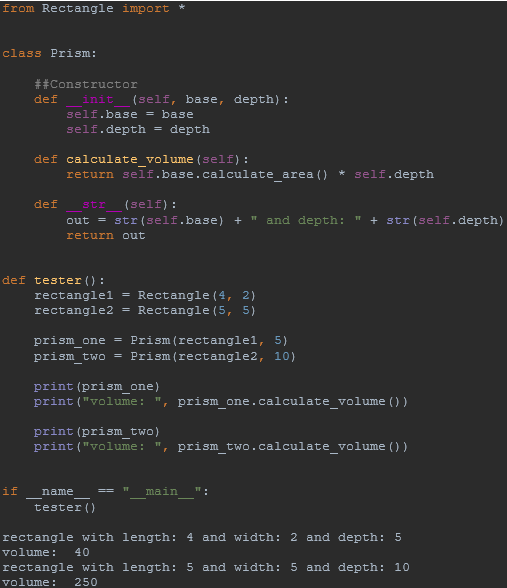 from Rectangle import *
class Prism:
    ##Constructor
    def __init__(self, base, depth):
        self.base = base
        self.depth = depth
    def calculate_volume(self):
        return self.base.calculate_area() * self.depth
    def __str__(self):
        out = str(self.base) + " and depth: " + str(self.depth)
        return out
def tester():
    rectangle1 = Rectangle(4, 2)
    rectangle2 = Rectangle(5, 5)
    prism_one = Prism(rectangle1, 5)
    prism_two = Prism(rectangle2, 10)
    print(prism_one)
    print("volume: ", prism_one.calculate_volume())
    print(prism_two)
    print("volume: ", prism_two.calculate_volume())
if __name__ == "__main__":
    tester()
rectangle with length: 4 and width: 2 and depth: 5
volume:  40
rectangle with length: 5 and width: 5 and depth: 10
volume:  250